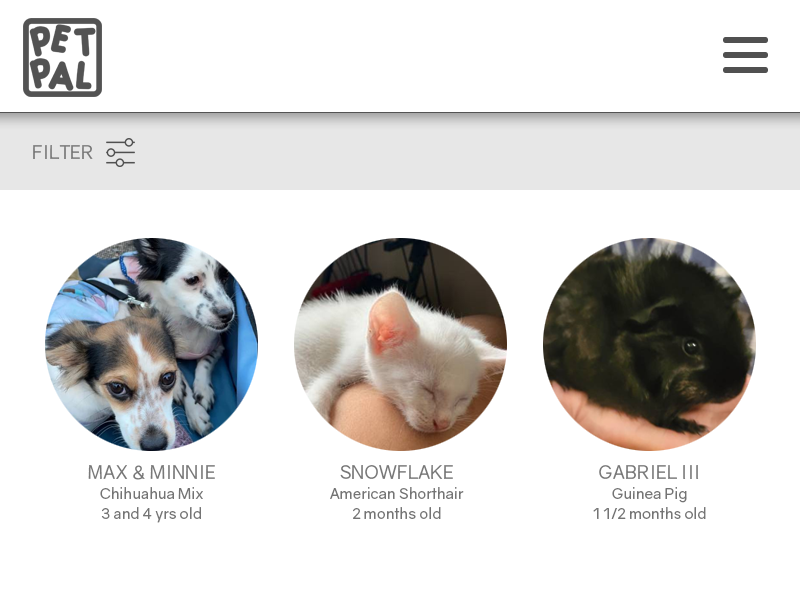 PET
PAL
FILTER
MAX & MINNIE
Chihuahua Mix
3 and 4 yrs old
SNOWFLAKE
American Shorthair
2 months old
GABRIEL III
Guinea Pig
1 1/2 months old